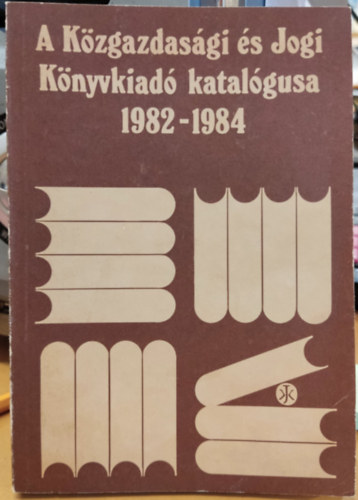 A Közgazdasági és Jogi
Könyvkiadó katalógusa
1982-1984